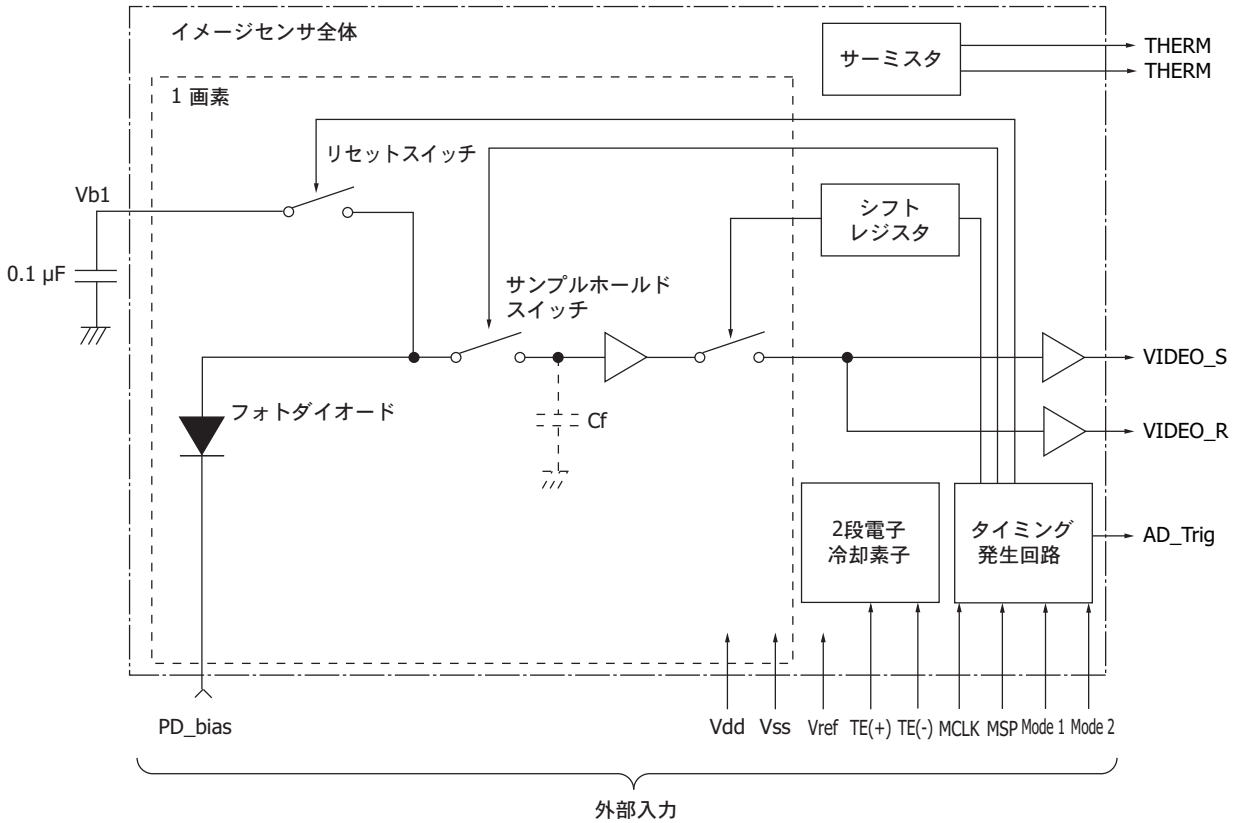 イメージセンサ全体
サーミスタ
THERM
THERM
1 画素
リセットスイッチ
Vb1
シフト
レジスタ
0.1 µF
サンプルホールド
スイッチ
VIDEO_S
フォトダイオード
Cf
VIDEO_R
2段電子
冷却素子
タイミング
発生回路
AD_Trig
PD_bias
Vdd
Vss
Vref
TE(+)
TE(-)
MCLK
MSP
Mode 1
Mode 2
外部入力